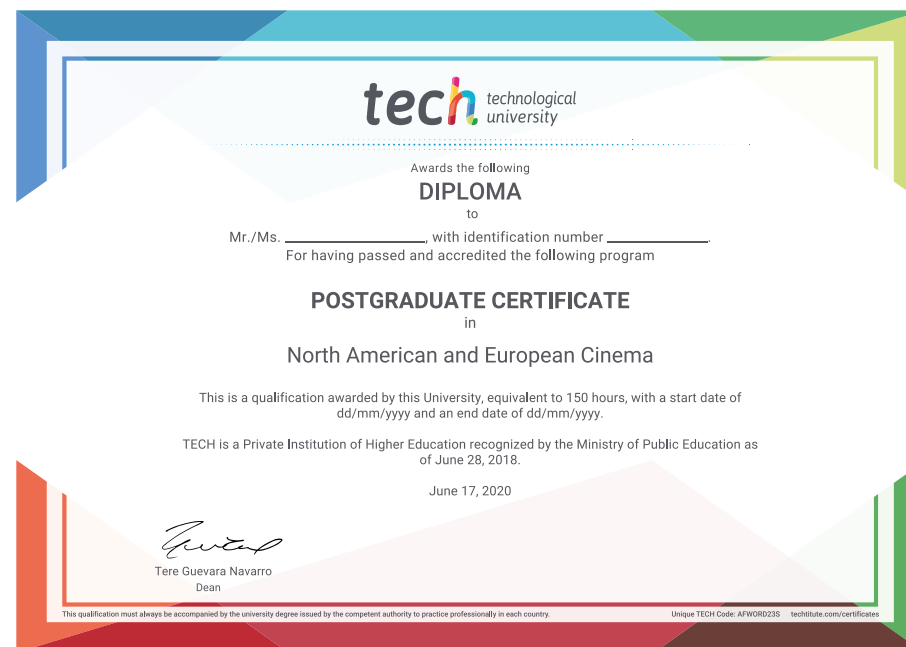 tech technological
university
Awards the following
DIPLOMA
to
Mr./Ms. ____________________, with identification number ______________.
For having passed and accredited the following program
POSTGRADUATE CERTIFICATE
in
North American and European Cinema
This is a qualification awarded by this University, equivalent to 150 hours, with a start date of
dd/mm/yyyy and an end date of dd/mm/yyyy.
TECH is a Private Institution of Higher Education recognized by the Ministry of Public Education as
of June 28, 2018.
June 17, 2020
Tere Guevara Navarro
Dean
This qualification must always be accompanied by the university degree issued by the competent authority to practice professionally in each country. Unique TECH Code: AFWORD23S techtitute.com/certificates